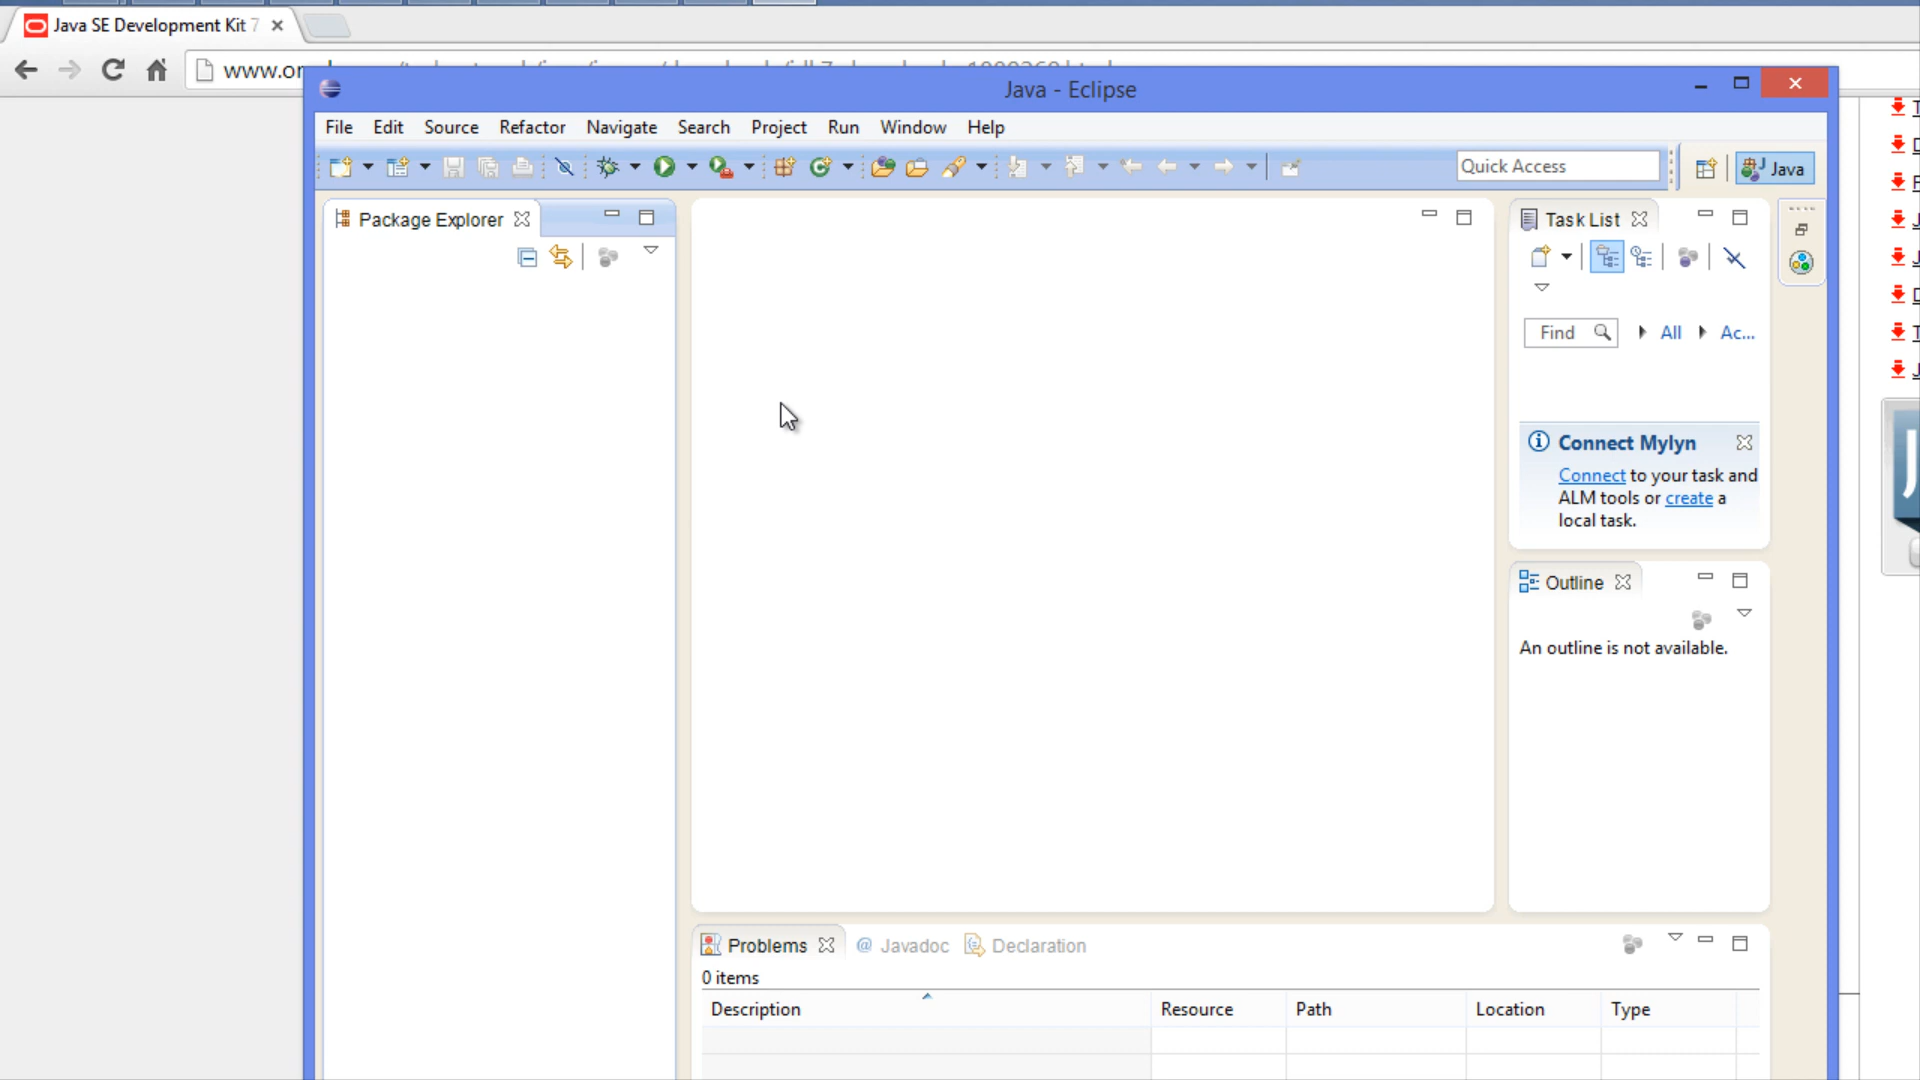 Java SE Development Kit 7
www.or
Java - Eclipse
File Edit Source Refactor Navigate Search Project Run Window Help
Quick Access
Java
Package Explorer
Task List
Find
All
Ac...
Connect Mylyn
Connect to your task and
ALM tools or create a
local task.
Outline
An outline is not available.
Problems @ Javadoc Declaration
0 items
Description Resource Path Location Type